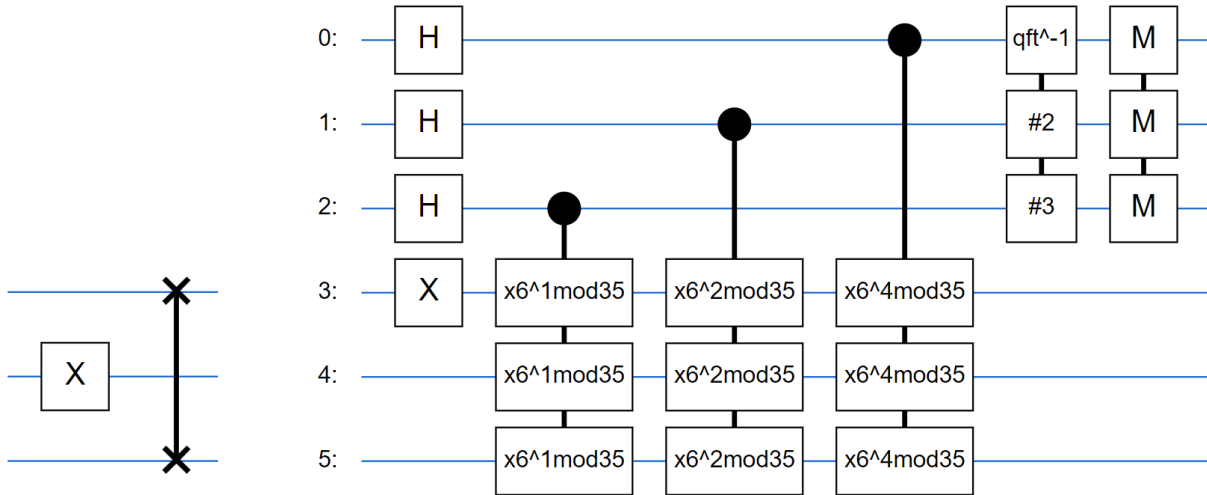 0: H qft^-1 M
1: H #2 M
2: H #3 M
3: X x6^1mod35 x6^2mod35 x6^4mod35
X 4: x6^1mod35 x6^2mod35 x6^4mod35
5: x6^1mod35 x6^2mod35 x6^4mod35